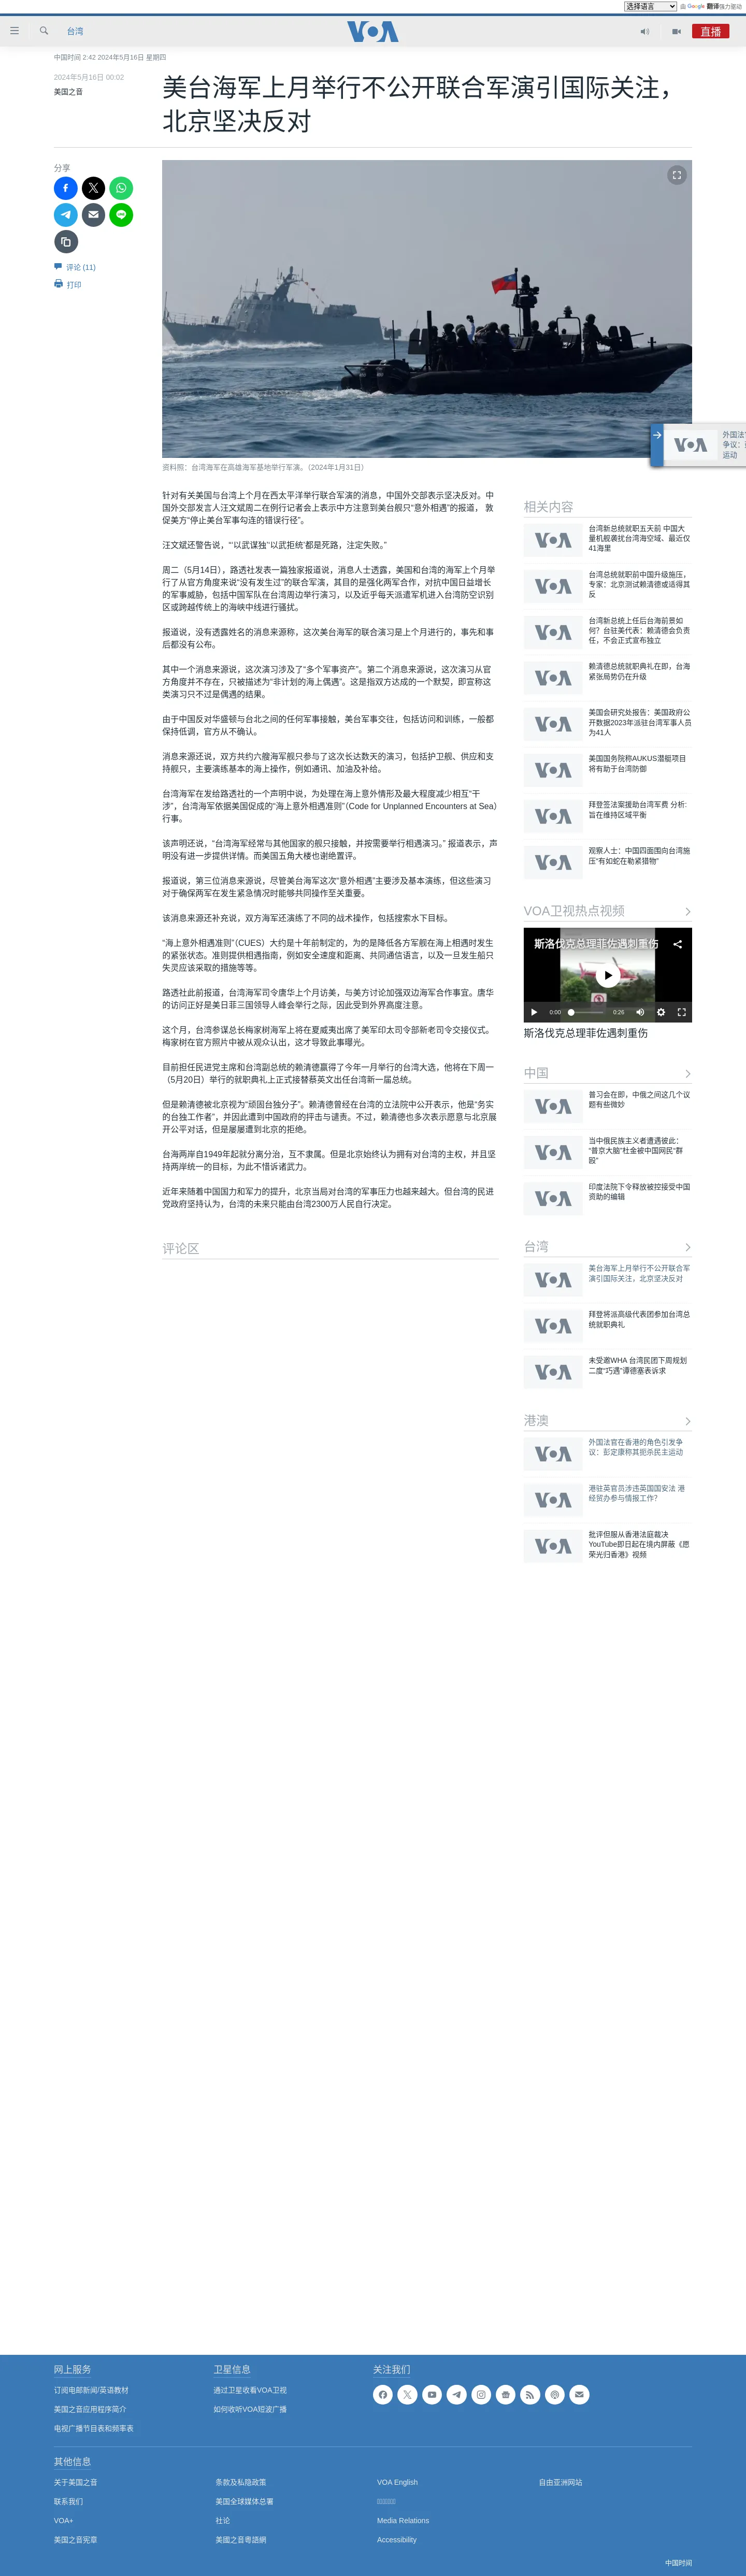 选择语言 由 Google 翻译强力驱动
台湾 VOA 直播
中国时间 2:42 2024年5月16日 星期四
2024年5月16日 00:02
美国之音
美台海军上月举行不公开联合军演引国际关注，
北京坚决反对
分享
评论 (11)
打印
资料照：台湾海军在高雄海军基地举行军演。（2024年1月31日）
外国法官
争议：彭
运动
针对有关美国与台湾上个月在西太平洋举行联合军演的消息，中国外交部表示坚决反对。中
国外交部发言人汪文斌周二在例行记者会上表示中方注意到美台舰只“意外相遇”的报道， 敦
促美方“停止美台军事勾连的错误行径”。
汪文斌还警告说，“‘以武谋独’‘以武拒统’都是死路，注定失败。”
周二（5月14日），路透社发表一篇独家报道说，消息人士透露，美国和台湾的海军上个月举
行了从官方角度来说“没有发生过”的联合军演，其目的是强化两军合作，对抗中国日益增长
的军事威胁，包括中国军队在台湾周边举行演习，以及近乎每天派遣军机进入台湾防空识别
区或跨越传统上的海峡中线进行骚扰。
报道说，没有透露姓名的消息来源称，这次美台海军的联合演习是上个月进行的，事先和事
后都没有公布。
其中一个消息来源说，这次演习涉及了“多个军事资产”。第二个消息来源说，这次演习从官
方角度并不存在，只被描述为“非计划的海上偶遇”。这是指双方达成的一个默契，即宣称这
类演习只不过是偶遇的结果。
由于中国反对华盛顿与台北之间的任何军事接触，美台军事交往，包括访问和训练，一般都
保持低调，官方从不确认。
消息来源还说，双方共约六艘海军舰只参与了这次长达数天的演习，包括护卫舰、供应和支
持舰只，主要演练基本的海上操作，例如通讯、加油及补给。
台湾海军在发给路透社的一个声明中说，为处理在海上意外情形及最大程度减少相互“干
涉”，台湾海军依据美国促成的“海上意外相遇准则”（Code for Unplanned Encounters at Sea）
行事。
该声明还说，“台湾海军经常与其他国家的舰只接触，并按需要举行相遇演习。” 报道表示，声
明没有进一步提供详情。而美国五角大楼也谢绝置评。
报道说，第三位消息来源说，尽管美台海军这次“意外相遇”主要涉及基本演练，但这些演习
对于确保两军在发生紧急情况时能够共同操作至关重要。
该消息来源还补充说，双方海军还演练了不同的战术操作，包括搜索水下目标。
“海上意外相遇准则”（CUES）大约是十年前制定的，为的是降低各方军舰在海上相遇时发生
的紧张状态。准则提供相遇指南，例如安全速度和距离、共同通信语言，以及一旦发生船只
失灵应该采取的措施等等。
路透社此前报道，台湾海军司令唐华上个月访美，与美方讨论加强双边海军合作事宜。唐华
的访问正好是美日菲三国领导人峰会举行之际，因此受到外界高度注意。
这个月，台湾参谋总长梅家树海军上将在夏威夷出席了美军印太司令部新老司令交接仪式。
梅家树在官方照片中被从观众认出，这才导致此事曝光。
目前担任民进党主席和台湾副总统的赖清德赢得了今年一月举行的台湾大选，他将在下周一
（5月20日）举行的就职典礼上正式接替蔡英文出任台湾新一届总统。
但是赖清德被北京视为“顽固台独分子”。赖清德曾经在台湾的立法院中公开表示，他是“务实
的台独工作者”，并因此遭到中国政府的抨击与谴责。不过，赖清德也多次表示愿意与北京展
开公平对话，但是屡屡遭到北京的拒绝。
台海两岸自1949年起就分离分治，互不隶属。但是北京始终认为拥有对台湾的主权，并且坚
持两岸统一的目标，为此不惜诉诸武力。
近年来随着中国国力和军力的提升，北京当局对台湾的军事压力也越来越大。但台湾的民进
党政府坚持认为，台湾的未来只能由台湾2300万人民自行决定。
评论区
相关内容
台湾新总统就职五天前 中国大
量机舰袭扰台湾海空域、最近仅
41海里
台湾总统就职前中国升级施压，
专家：北京测试赖清德或适得其
反
台湾新总统上任后台海前景如
何？台驻美代表：赖清德会负责
任，不会正式宣布独立
赖清德总统就职典礼在即，台海
紧张局势仍在升级
美国会研究处报告：美国政府公
开数据2023年派驻台湾军事人员
为41人
美国国务院称AUKUS潜艇项目
将有助于台湾防御
拜登签法案援助台湾军费 分析:
旨在维持区域平衡
观察人士：中国四面围向台湾施
压“有如蛇在勒紧猎物”
VOA卫视热点视频
斯洛伐克总理菲佐遇刺重伤
0:00 0:26
斯洛伐克总理菲佐遇刺重伤
中国
普习会在即，中俄之间这几个议
题有些微妙
当中俄民族主义者遭遇彼此：
“普京大脑”杜金被中国网民“群
殴”
印度法院下令释放被控接受中国
资助的编辑
台湾
美台海军上月举行不公开联合军
演引国际关注，北京坚决反对
拜登将派高级代表团参加台湾总
统就职典礼
未受邀WHA 台湾民团下周规划
二度“巧遇”谭德塞表诉求
港澳
外国法官在香港的角色引发争
议：彭定康称其扼杀民主运动
港驻英官员涉违英国国安法 港
经贸办参与情报工作?
批评但服从香港法庭裁决
YouTube即日起在境内屏蔽《愿
荣光归香港》视频
网上服务
订阅电邮新闻/英语教材
美国之音应用程序简介
电视广播节目表和频率表
卫星信息
通过卫星收看VOA卫视
如何收听VOA短波广播
关注我们
其他信息
关于美国之音 条款及私隐政策 VOA English 自由亚洲网站
联系我们 美国全球媒体总署
VOA+ 社论 Media Relations
美国之音宪章 美國之音粵語網 Accessibility
中国时间